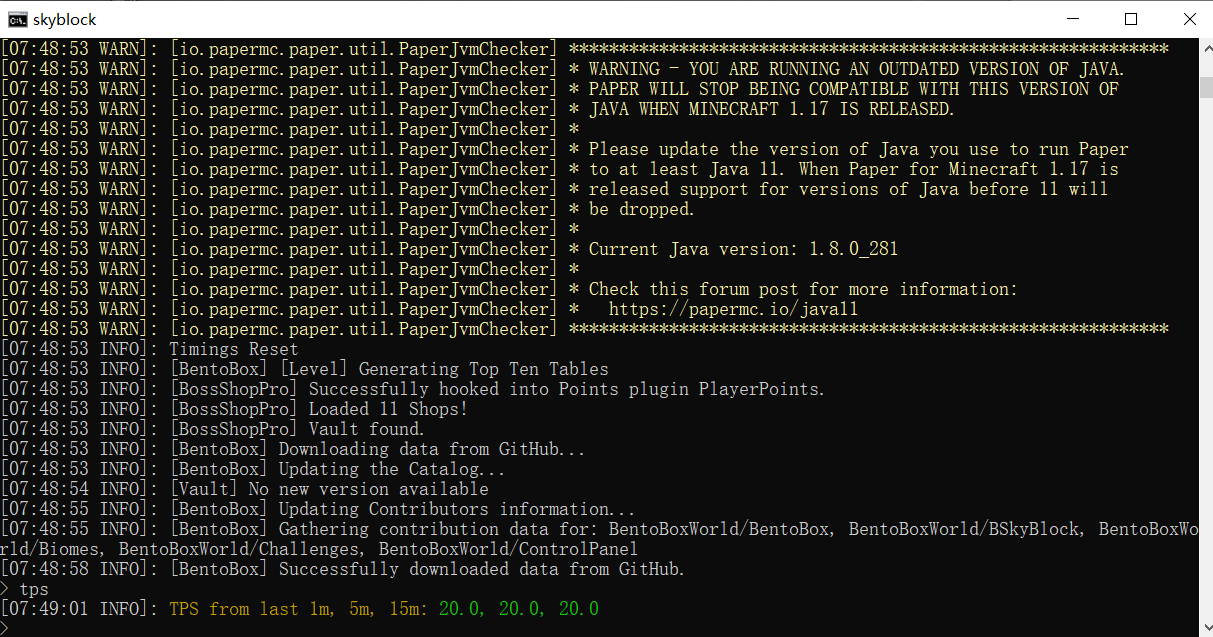 skyblock
[07:48:53 WARN]: [io.papermc.paper.util.PaperJvmChecker] ************************************************************
[07:48:53 WARN]: [io.papermc.paper.util.PaperJvmChecker] * WARNING - YOU ARE RUNNING AN OUTDATED VERSION OF JAVA.
[07:48:53 WARN]: [io.papermc.paper.util.PaperJvmChecker] * PAPER WILL STOP BEING COMPATIBLE WITH THIS VERSION OF
[07:48:53 WARN]: [io.papermc.paper.util.PaperJvmChecker] * JAVA WHEN MINECRAFT 1.17 IS RELEASED.
[07:48:53 WARN]: [io.papermc.paper.util.PaperJvmChecker] *
[07:48:53 WARN]: [io.papermc.paper.util.PaperJvmChecker] * Please update the version of Java you use to run Paper
[07:48:53 WARN]: [io.papermc.paper.util.PaperJvmChecker] * to at least Java 11. When Paper for Minecraft 1.17 is
[07:48:53 WARN]: [io.papermc.paper.util.PaperJvmChecker] * released support for versions of Java before 11 will
[07:48:53 WARN]: [io.papermc.paper.util.PaperJvmChecker] * be dropped.
[07:48:53 WARN]: [io.papermc.paper.util.PaperJvmChecker] *
[07:48:53 WARN]: [io.papermc.paper.util.PaperJvmChecker] * Current Java version: 1.8.0_281
[07:48:53 WARN]: [io.papermc.paper.util.PaperJvmChecker] *
[07:48:53 WARN]: [io.papermc.paper.util.PaperJvmChecker] * Check this forum post for more information:
[07:48:53 WARN]: [io.papermc.paper.util.PaperJvmChecker] *   https://papermc.io/java11
[07:48:53 WARN]: [io.papermc.paper.util.PaperJvmChecker] ************************************************************
[07:48:53 INFO]: Timings Reset
[07:48:53 INFO]: [BentoBox] [Level] Generating Top Ten Tables
[07:48:53 INFO]: [BossShopPro] Successfully hooked into Points plugin PlayerPoints.
[07:48:53 INFO]: [BossShopPro] Loaded 11 Shops!
[07:48:53 INFO]: [BossShopPro] Vault found.
[07:48:53 INFO]: [BentoBox] Downloading data from GitHub...
[07:48:53 INFO]: [BentoBox] Updating the Catalog...
[07:48:54 INFO]: [Vault] No new version available
[07:48:55 INFO]: [BentoBox] Updating Contributors information...
[07:48:55 INFO]: [BentoBox] Gathering contribution data for: BentoBoxWorld/BentoBox, BentoBoxWorld/BSkyBlock, BentoBoxWo
rld/Biomes, BentoBoxWorld/Challenges, BentoBoxWorld/ControlPanel
[07:48:58 INFO]: [BentoBox] Successfully downloaded data from GitHub.
> tps
[07:49:01 INFO]: TPS from last 1m, 5m, 15m: 20.0, 20.0, 20.0
>